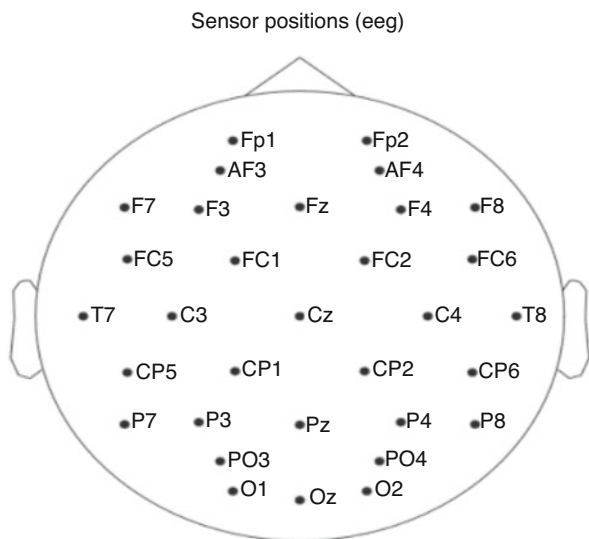 Sensor positions (eeg)
Fp1 Fp2
AF3 AF4
F7 F3 Fz F4 F8
FC5 FC1 FC2 FC6
T7 C3 Cz C4 T8
CP5 CP1 CP2 CP6
P7 P3 Pz P4 P8
PO3 PO4
O1 Oz O2